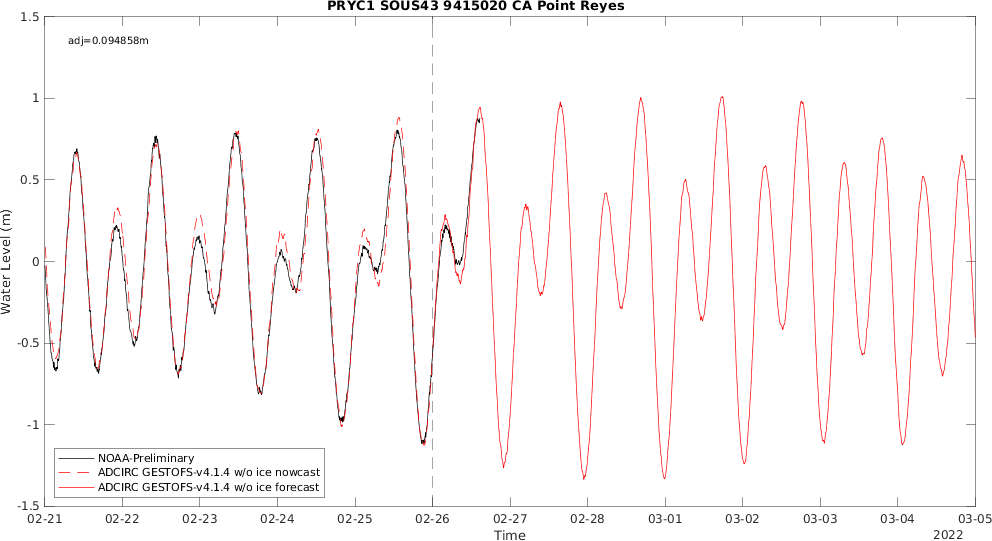 PRYC1 SOUS43 9415020 CA Point Reyes
adj=0.094858m
Water Level (m)
1.5
1
0.5
0
-0.5
-1
-1.5
NOAA-Preliminary
ADCIRC GESTOFS-v4.1.4 w/o ice nowcast
ADCIRC GESTOFS-v4.1.4 w/o ice forecast
02-21 02-22 02-23 02-24 02-25 02-26 02-27 02-28 03-01 03-02 03-03 03-04 03-05
Time
2022